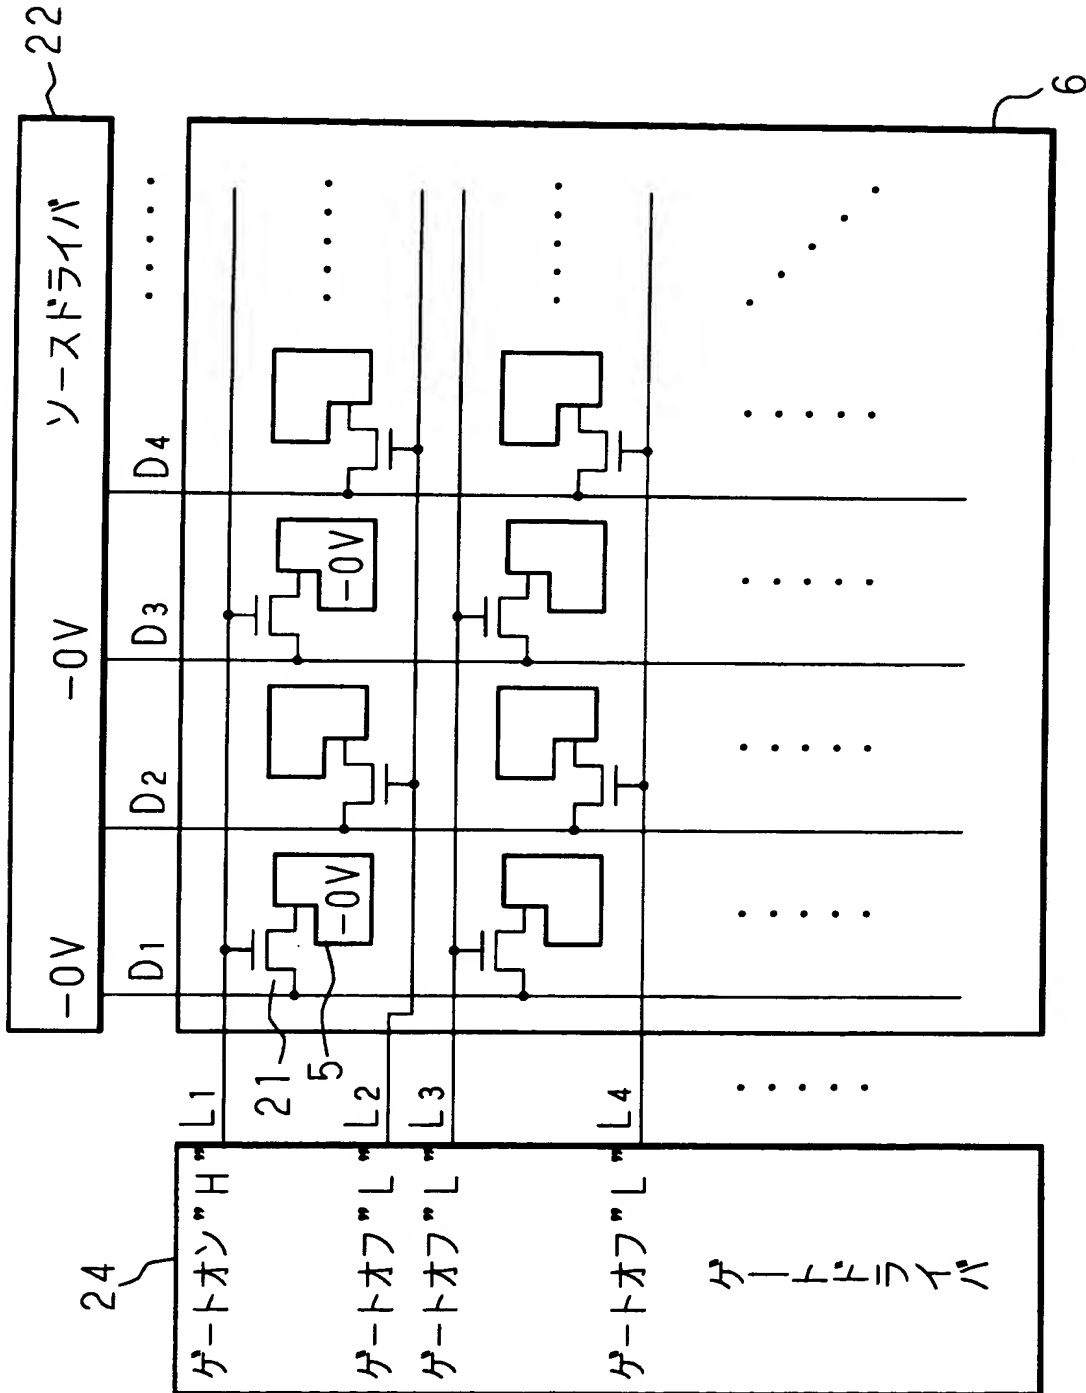 22
ソースドライバ
-0V
-0V
D1
D2
D3
D4
6
24
ゲートオン"H"
L1
21
-0V
-0V
5
ゲートオフ"L"
L2
ゲートオフ"L"
L3
ゲートオフ"L"
L4
ゲートドライバ